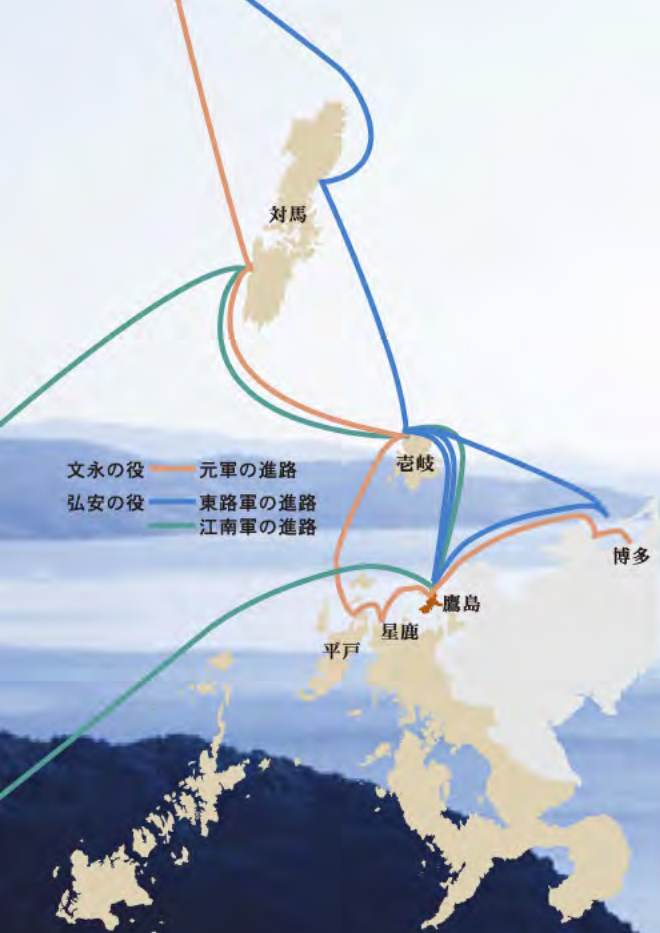 対馬
壱岐
文永の役 元軍の進路
弘安の役 東路軍の進路
江南軍の進路
博多
鷹島
星鹿
平戸